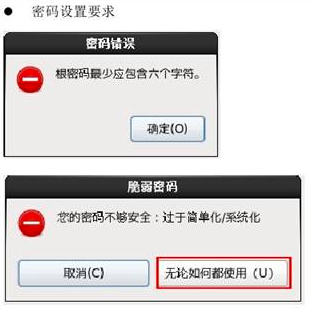 ● 密码设置要求
密码错误
根密码最少应包含六个字符。
确定(O)
脆弱密码
您的密码不够安全：过于简单化/系统化
取消(C)
无论如何都使用（U）